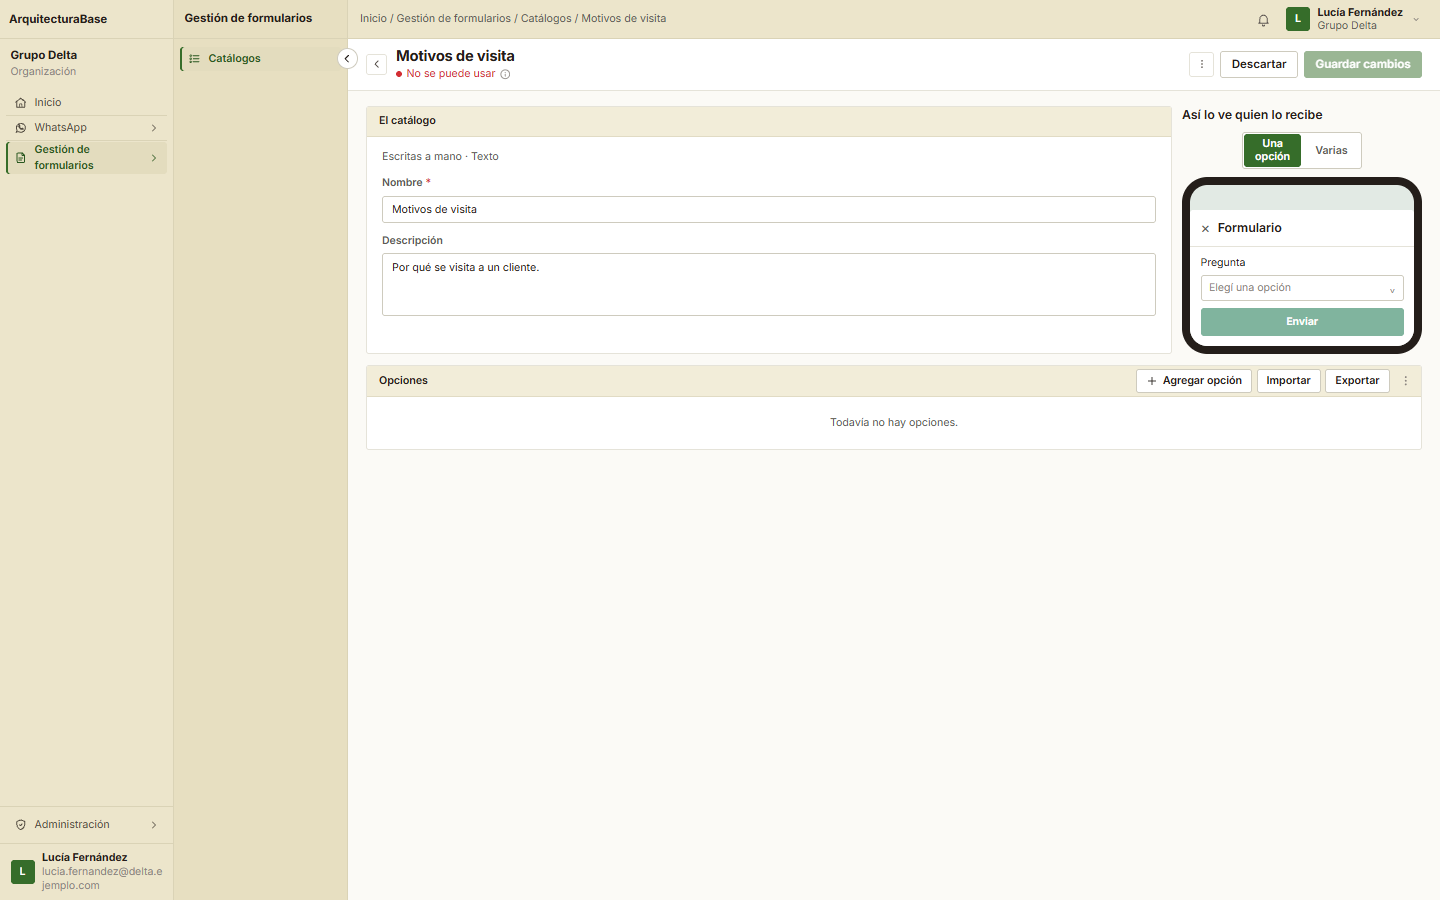 ArquitecturaBase
Grupo Delta
Organización
Inicio
WhatsApp
Gestión de
formularios
Administración
L
Lucía Fernández
lucia.fernandez@delta.e
jemplo.com
Gestión de formularios
Catálogos
Inicio / Gestión de formularios / Catálogos / Motivos de visita
L
Lucía Fernández
Grupo Delta
Motivos de visita
No se puede usar
Descartar
Guardar cambios
El catálogo
Escritas a mano · Texto
Nombre *
Motivos de visita
Descripción
Por qué se visita a un cliente.
Así lo ve quien lo recibe
Una
opción
Varias
Formulario
Pregunta
Elegí una opción
Enviar
Opciones
Agregar opción
Importar
Exportar
Todavía no hay opciones.